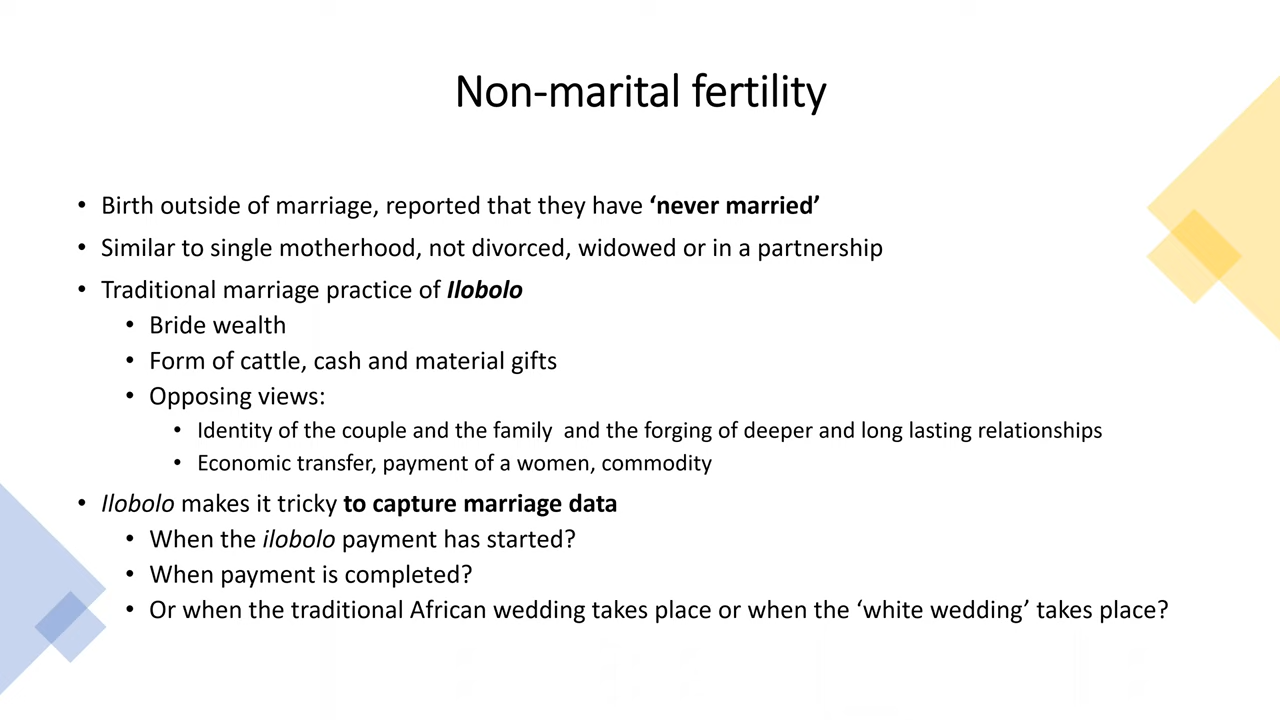 Non-marital fertility
• Birth outside of marriage, reported that they have ‘never married’
• Similar to single motherhood, not divorced, widowed or in a partnership
• Traditional marriage practice of Ilobolo
• Bride wealth
• Form of cattle, cash and material gifts
• Opposing views:
• Identity of the couple and the family  and the forging of deeper and long lasting relationships
• Economic transfer, payment of a women, commodity
• Ilobolo makes it tricky to capture marriage data
• When the ilobolo payment has started?
• When payment is completed?
• Or when the traditional African wedding takes place or when the ‘white wedding’ takes place?